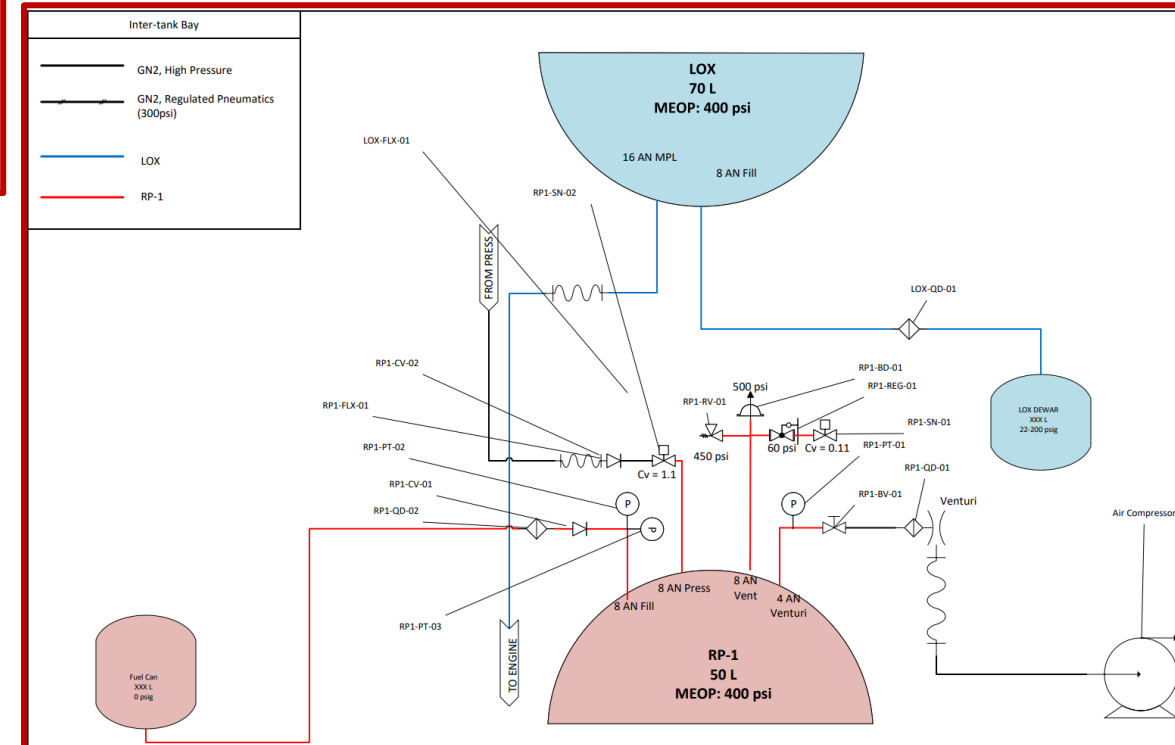 Inter-tank Bay
GN2, High Pressure
GN2, Regulated Pneumatics
(300psi)
LOX
RP-1
LOX
70 L
MEOP: 400 psi
16 AN MPL
8 AN Fill
LOX-FLX-01
RP1-SN-02
FROM PRESS
LOX-QD-01
RP1-CV-02
RP1-FLX-01
RP1-PT-02
RP1-CV-01
RP1-QD-02
RP1-PT-03
500 psi
RP1-BD-01
RP1-REG-01
RP1-RV-01
RP1-SN-01
RP1-PT-01
450 psi
60 psi
Cv = 0.11
Cv = 1.1
RP1-QD-01
RP1-BV-01
Venturi
P
P
P
LOX DEWAR
XXX L
22-200 psig
Air Compressor
8 AN Fill
8 AN Press
8 AN
Vent
4 AN
Venturi
RP-1
50 L
MEOP: 400 psi
TO ENGINE
Fuel Can
XXX L
0 psig